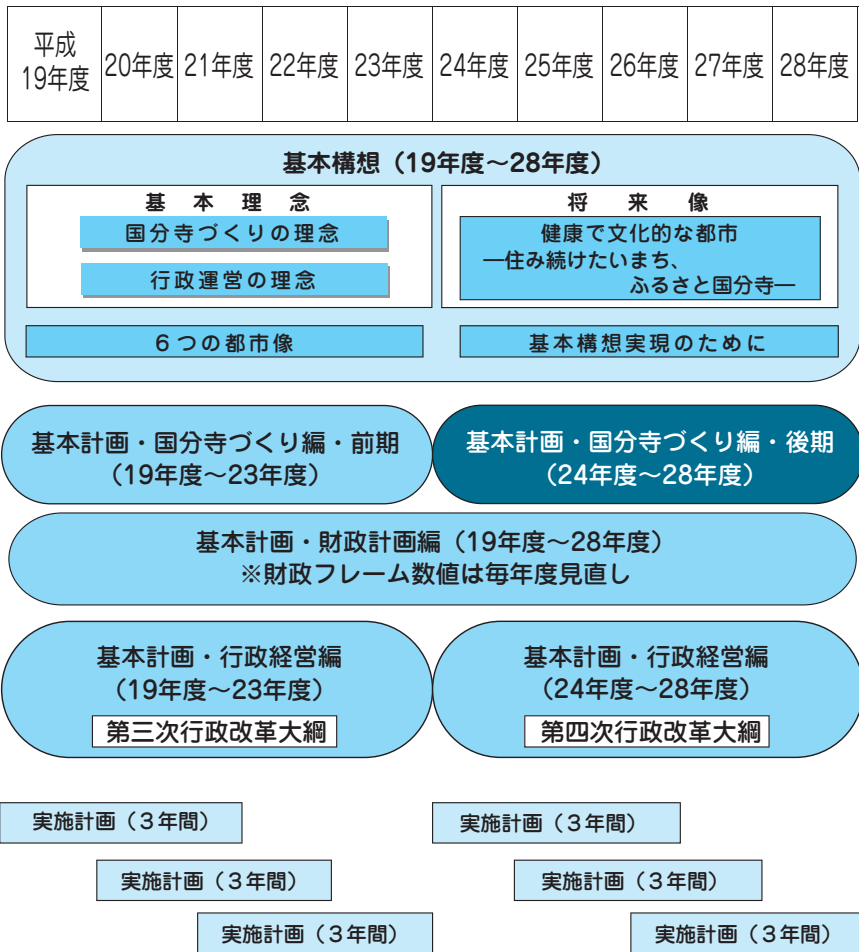 平成
19年度 20年度 21年度 22年度 23年度 24年度 25年度 26年度 27年度 28年度
基本構想（19年度〜28年度）
基本理念
国分寺づくりの理念
行政運営の理念
将来像
健康で文化的な都市
―住み続けたいまち、
ふるさと国分寺―
６つの都市像
基本構想実現のために
基本計画・国分寺づくり編・前期
（19年度〜23年度）
基本計画・国分寺づくり編・後期
（24年度〜28年度）
基本計画・財政計画編（19年度〜28年度）
※財政フレーム数値は毎年度見直し
基本計画・行政経営編
（19年度〜23年度）
第三次行政改革大綱
基本計画・行政経営編
（24年度〜28年度）
第四次行政改革大綱
実施計画（３年間）
実施計画（３年間）
実施計画（３年間）
実施計画（３年間）
実施計画（３年間）
実施計画（３年間）